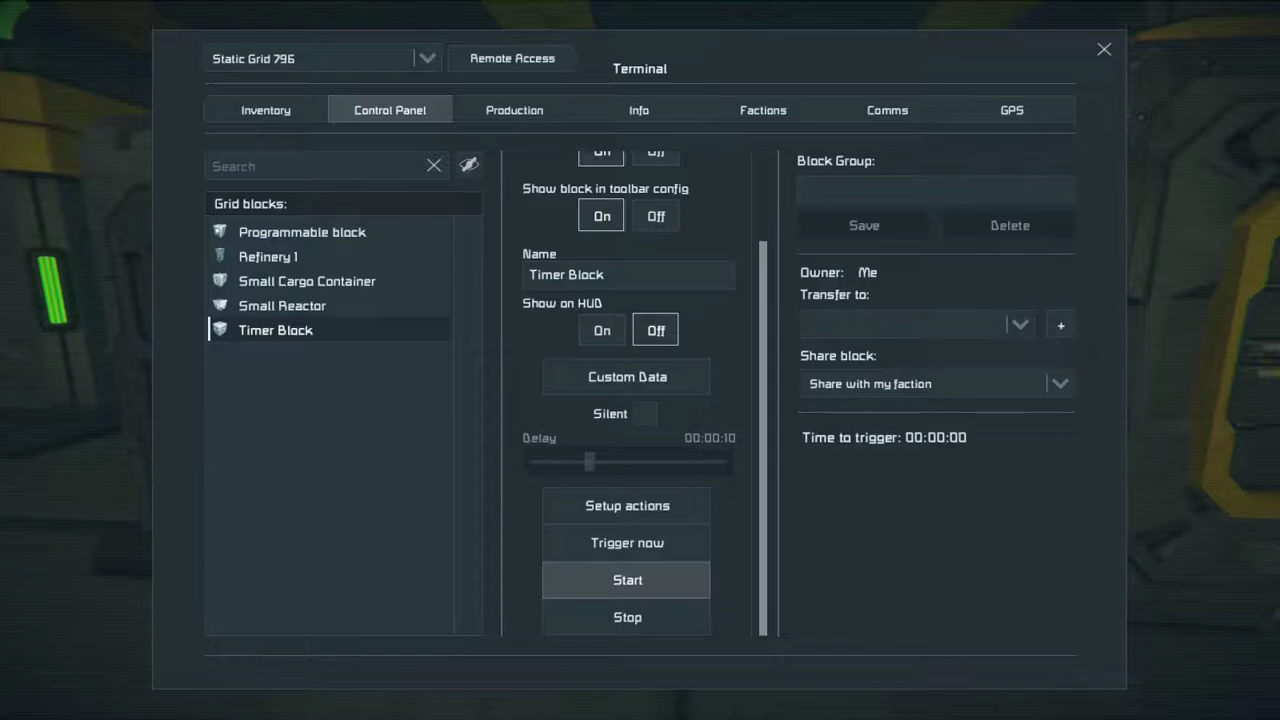 Static Grid 796
Remote Access
Terminal
Inventory
Control Panel
Production
Info
Factions
Comms
GPS
Search
Grid blocks:
Programmable block
Refinery 1
Small Cargo Container
Small Reactor
Timer Block
On Off
Show block in toolbar config
On Off
Name
Timer Block
Show on HUD
On Off
Custom Data
Silent
Delay 00:00:10
Setup actions
Trigger now
Start
Stop
Block Group:
Save Delete
Owner: Me
Transfer to:
+
Share block:
Share with my faction
Time to trigger: 00:00:00